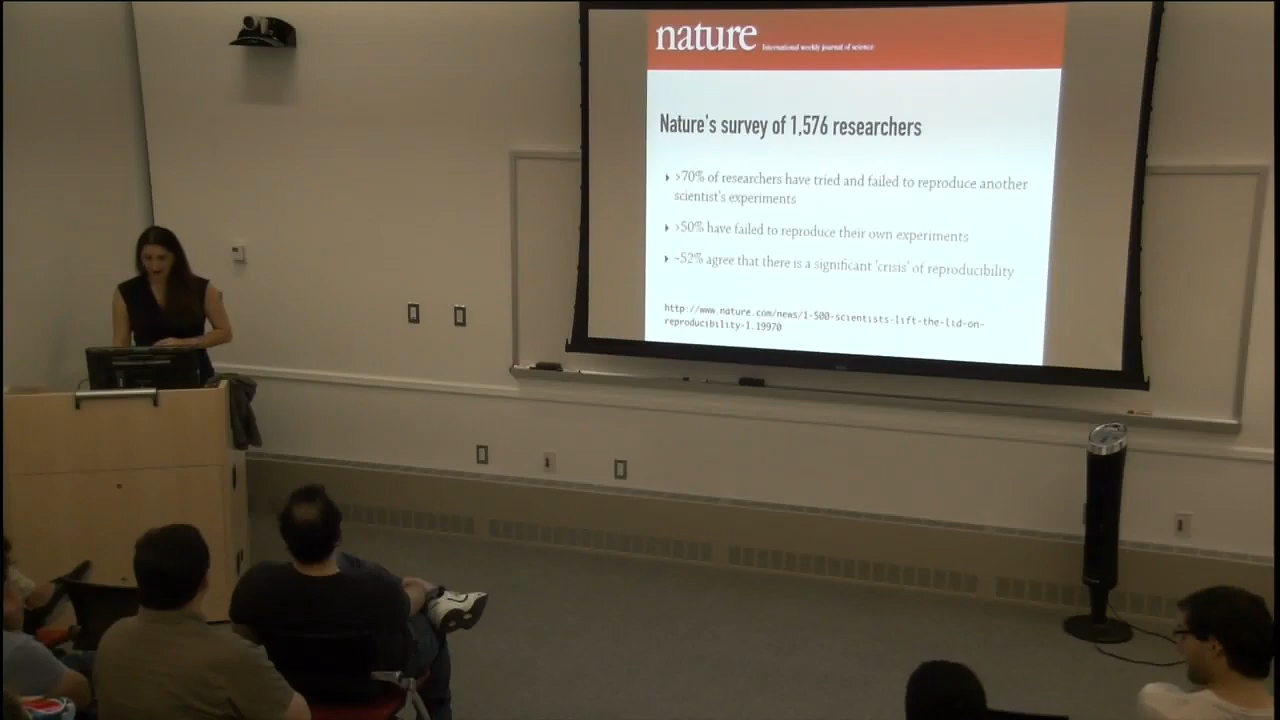 nature International weekly journal of science
Nature's survey of 1,576 researchers
>70% of researchers have tried and failed to reproduce another
scientist's experiments
>50% have failed to reproduce their own experiments
~52% agree that there is a significant 'crisis' of reproducibility
http://www.nature.com/news/1-500-scientists-lift-the-lid-on-
reproducibility-1.19970